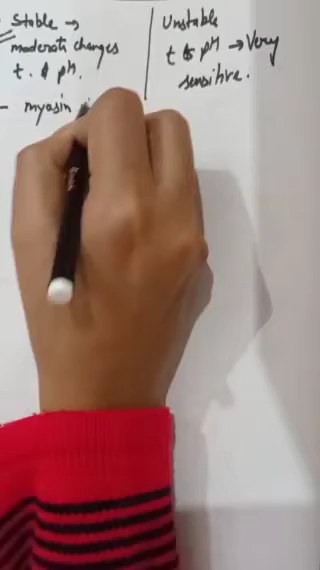 Stable →
moderate changes
t. & pH.
- myosin
Unstable
t & pH → Very
sensitive.